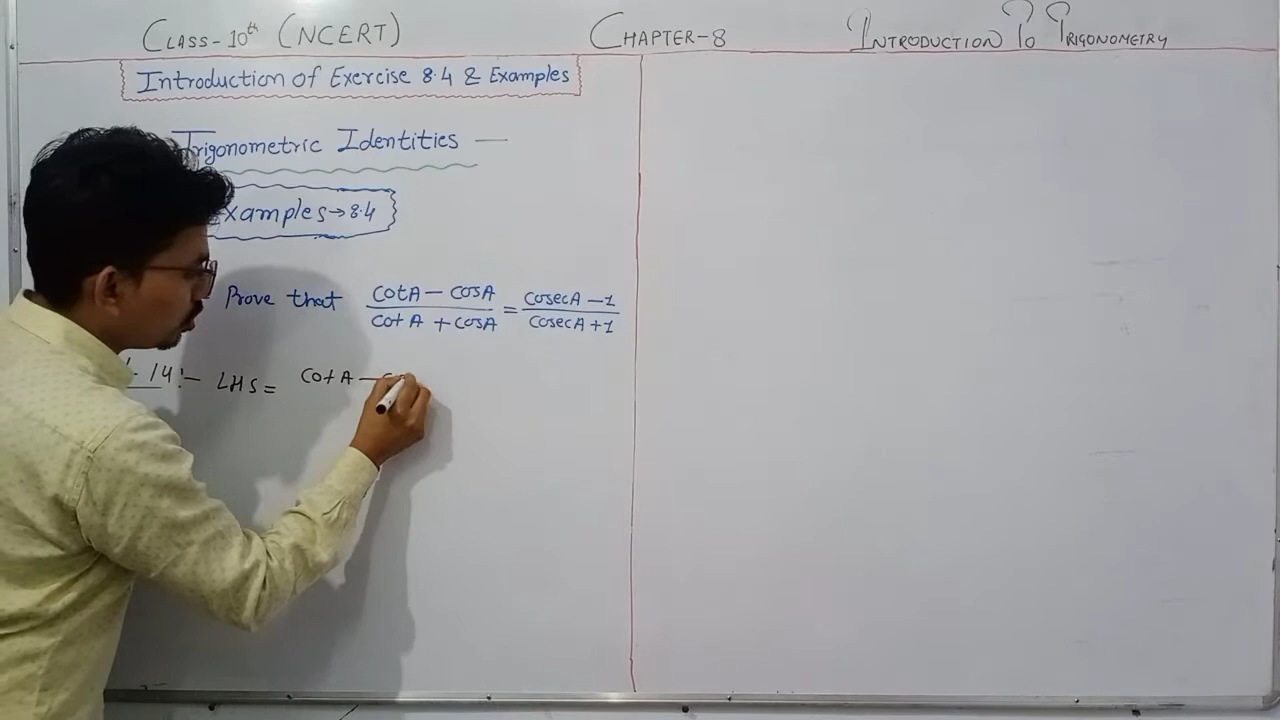 CLASS-10th (NCERT) CHAPTER-8 INTRODUCTION TO TRIGONOMETRY
Introduction of Exercise 8.4 & Examples
Trigonometric Identities —
Examples→8.4
Prove that (cotA − cosA)/(cotA + cosA) = (cosecA −1)/(cosecA +1)
14:− LHS = cotA −